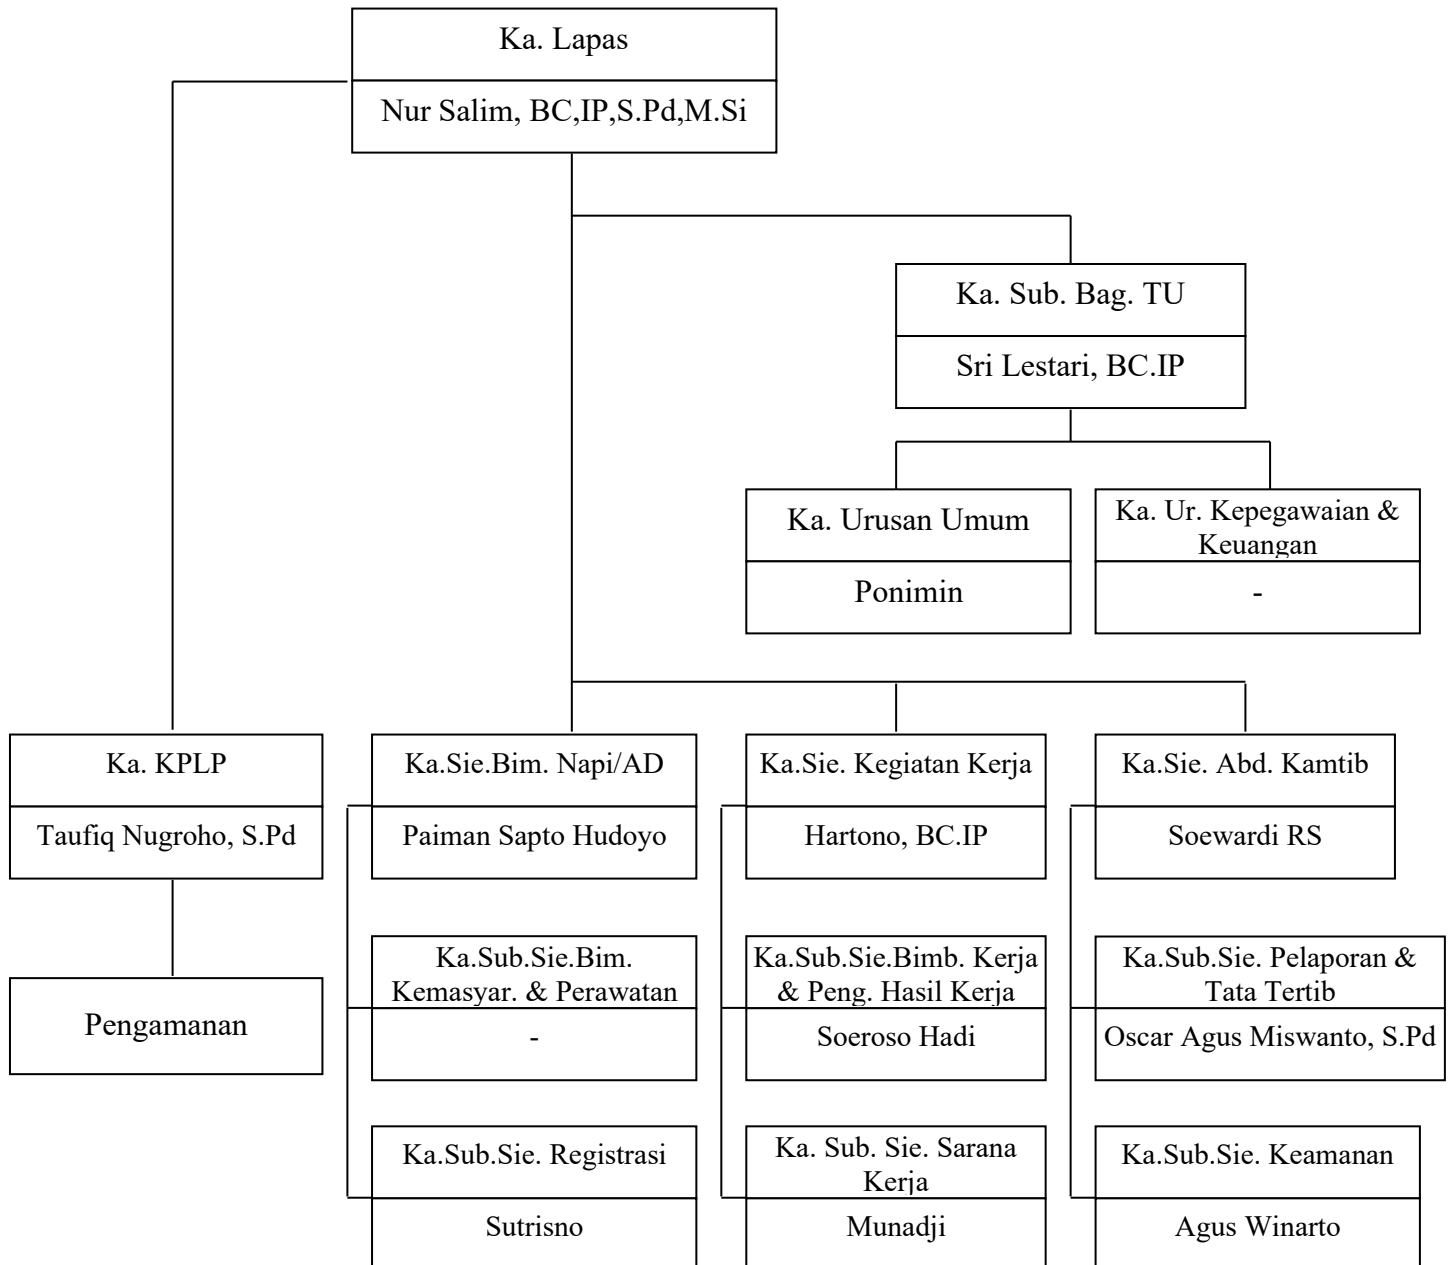 Ka. Lapas
Nur Salim, BC,IP,S.Pd,M.Si
Ka. Sub. Bag. TU
Sri Lestari, BC.IP
Ka. Urusan Umum
Ponimin
Ka. Ur. Kepegawaian &
Keuangan
-
Ka. KPLP
Taufiq Nugroho, S.Pd
Pengamanan
Ka.Sie.Bim. Napi/AD
Paiman Sapto Hudoyo
Ka.Sub.Sie.Bim.
Kemasyar. & Perawatan
-
Ka.Sub.Sie. Registrasi
Sutrisno
Ka.Sie. Kegiatan Kerja
Hartono, BC.IP
Ka.Sub.Sie.Bimb. Kerja
& Peng. Hasil Kerja
Soeroso Hadi
Ka. Sub. Sie. Sarana
Kerja
Munadji
Ka.Sie. Abd. Kamtib
Soewardi RS
Ka.Sub.Sie. Pelaporan &
Tata Tertib
Oscar Agus Miswanto, S.Pd
Ka.Sub.Sie. Keamanan
Agus Winarto